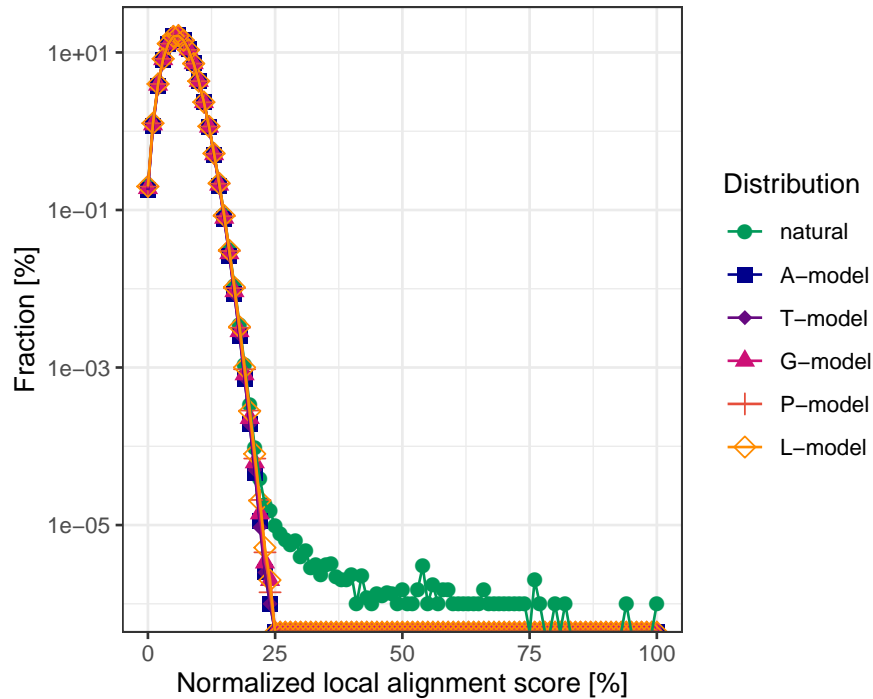 1e+01
1e−01
1e−03
1e−05
Fraction [%]
0
25
50
75
100
Normalized local alignment score [%]
Distribution
natural
A−model
T−model
G−model
P−model
L−model